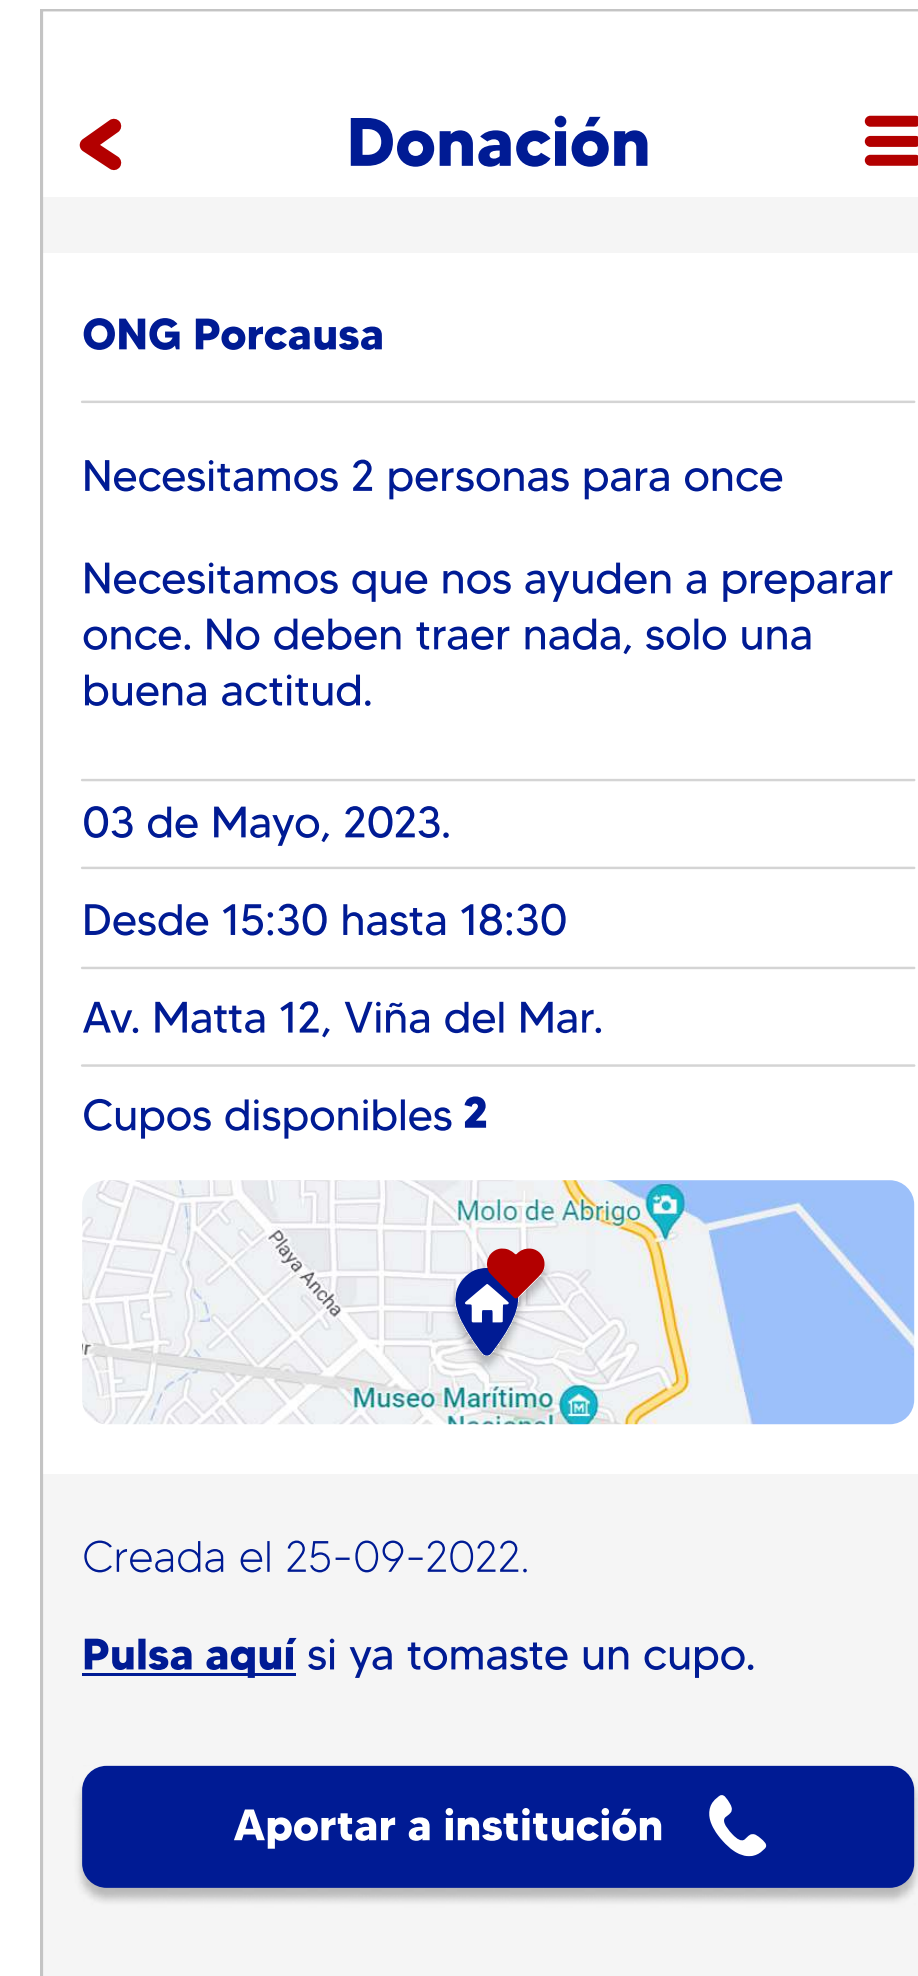 Donación
ONG Porcausa
Necesitamos 2 personas para once
Necesitamos que nos ayuden a preparar
once. No deben traer nada, solo una
buena actitud.
03 de Mayo, 2023.
Desde 15:30 hasta 18:30
Av. Matta 12, Viña del Mar.
Cupos disponibles 2
Molo de Abrigo
Playa Ancha
Museo Marítimo
Nacional
Creada el 25-09-2022.
Pulsa aquí si ya tomaste un cupo.
Aportar a institución